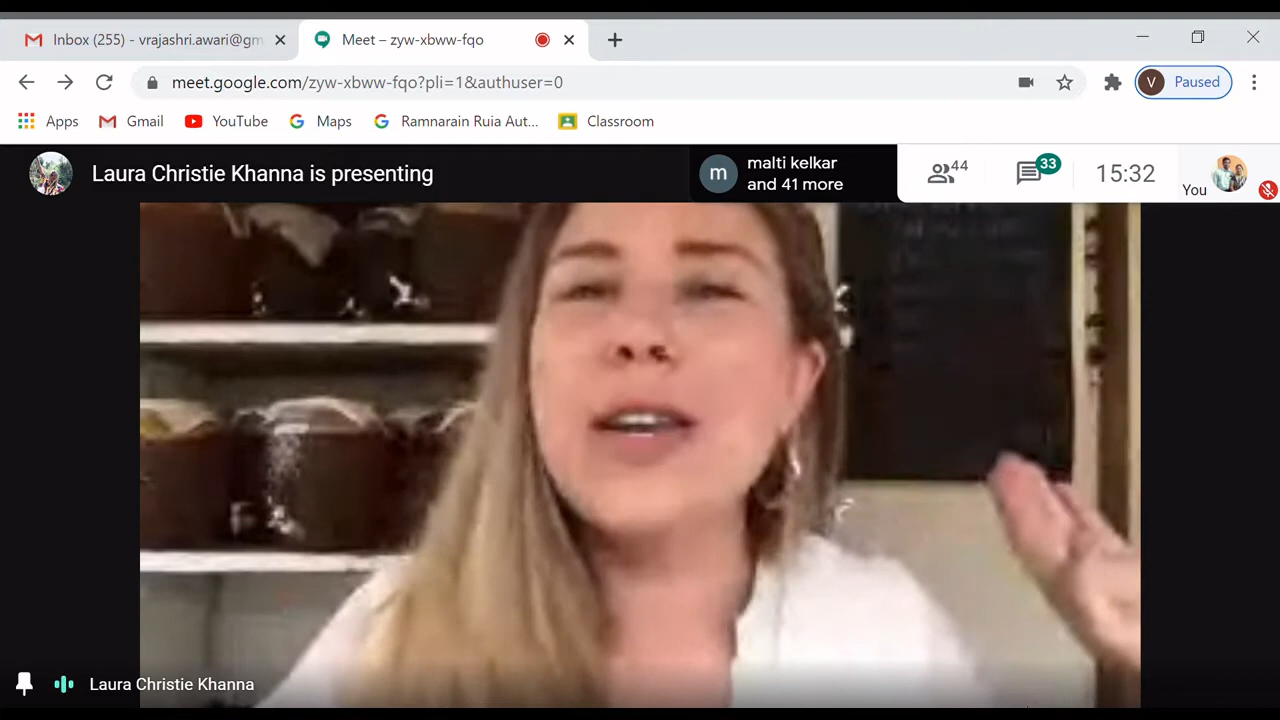 Inbox (255) - vrajashri.awari@gm
Meet – zyw-xbww-fqo
meet.google.com/zyw-xbww-fqo?pli=1&authuser=0
V
Paused
Apps
Gmail
YouTube
Maps
Ramnarain Ruia Aut...
Classroom
Laura Christie Khanna is presenting
m
malti kelkar
and 41 more
44
33
15:32
You
Laura Christie Khanna